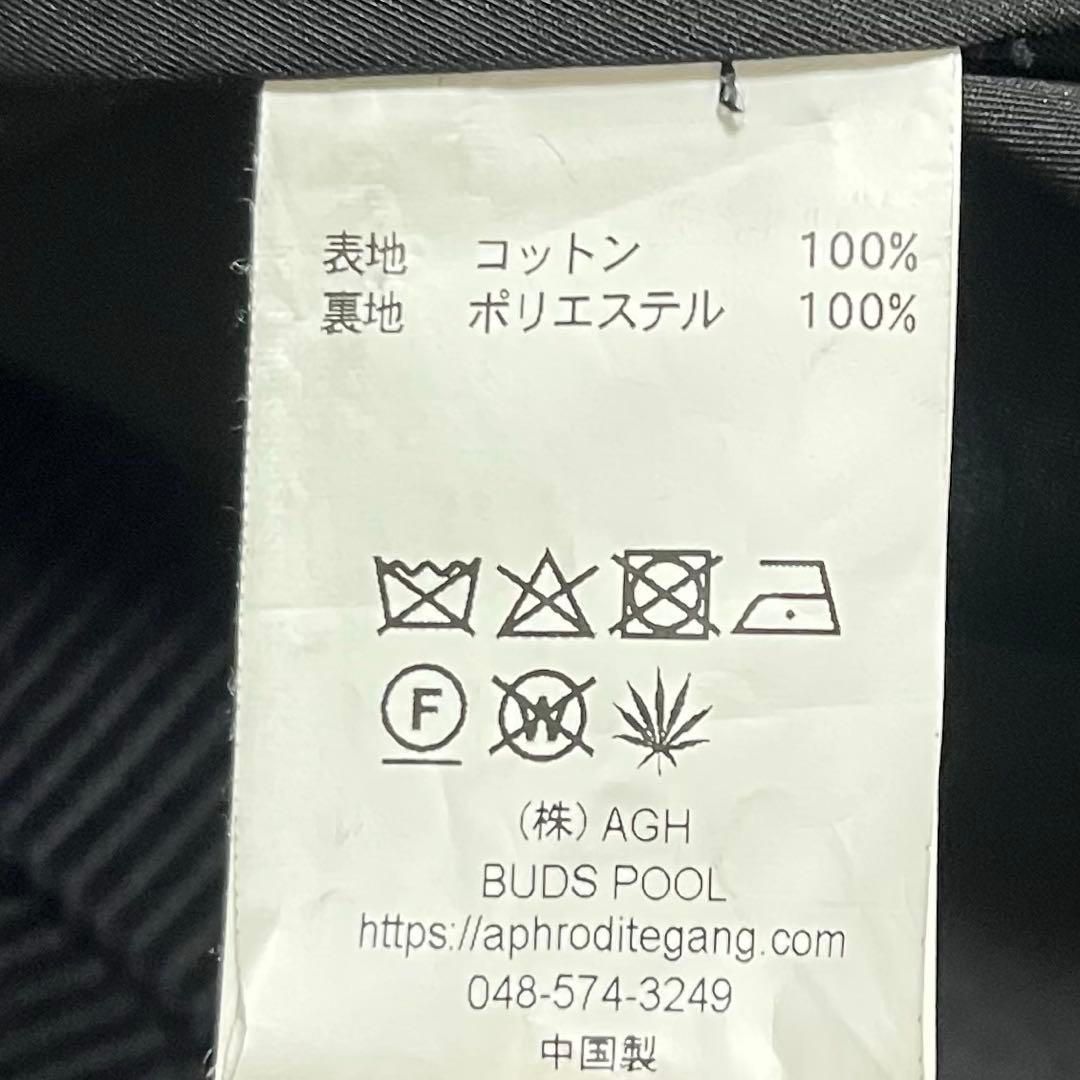 表地 コットン 100%
裏地 ポリエステル 100%
F W
(株) AGH
BUDS POOL
https://aphroditegang.com
048-574-3249
中国製